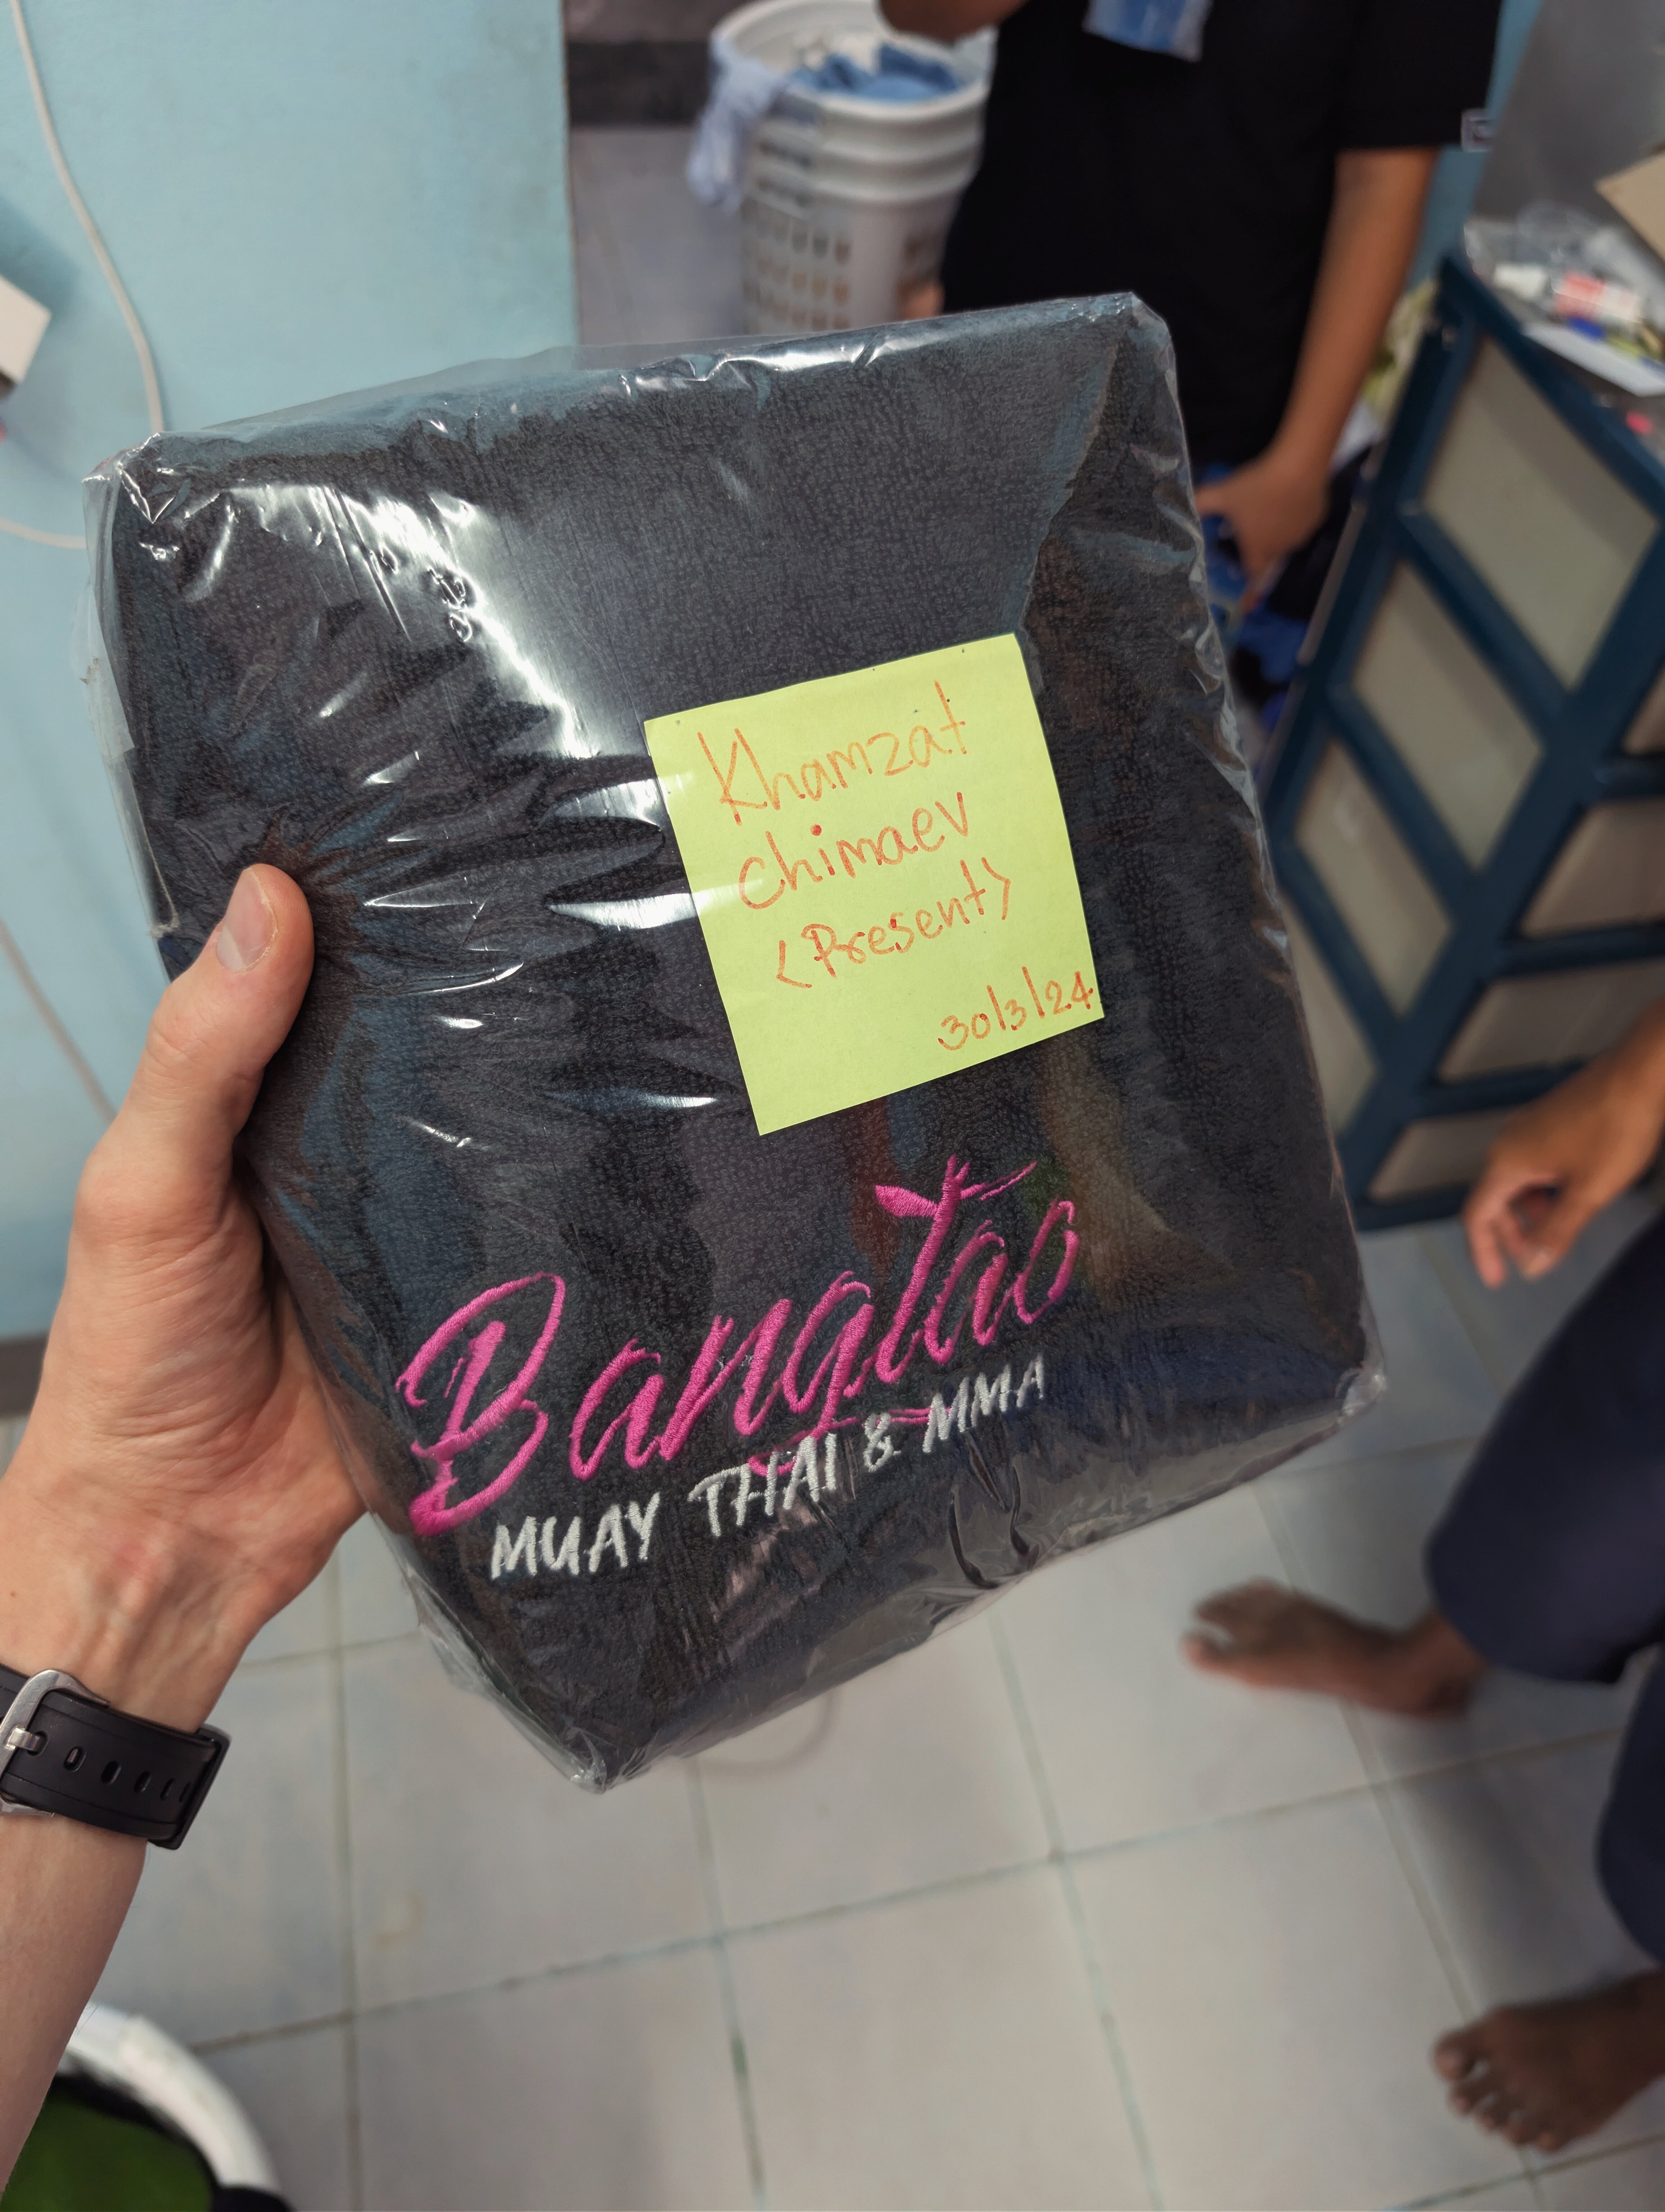 Khamzat
chimaev
<Present>
30/3/24
Bangtao
MUAY THAI & MMA